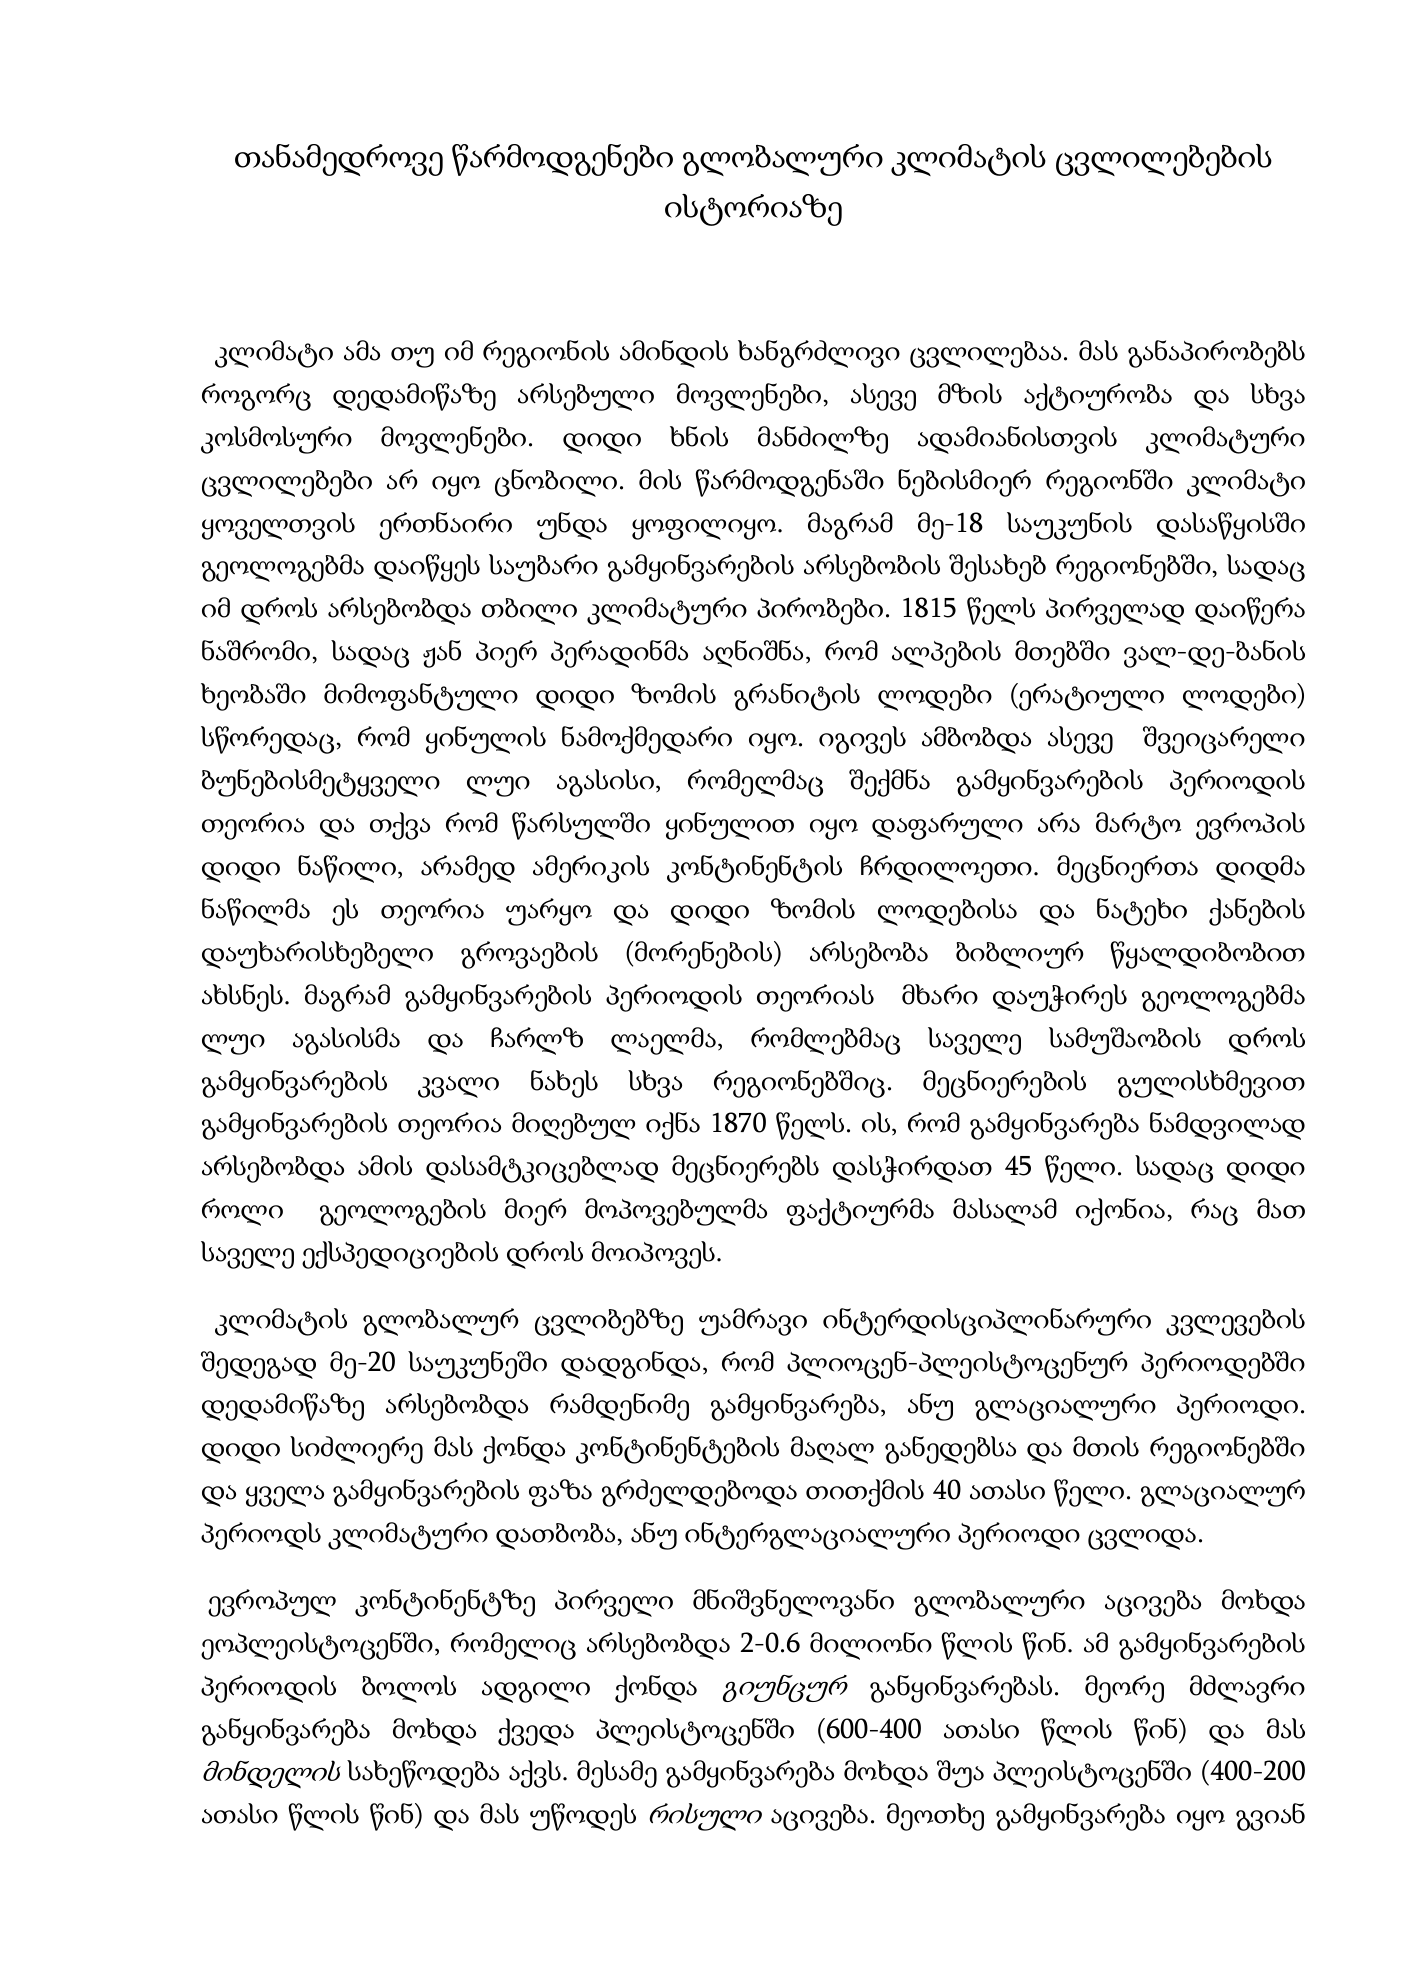 თანამედროვე წარმოდგენები გლობალური კლიმატის ცვლილებების
ისტორიაზე
კლიმატი ამა თუ იმ რეგიონის ამინდის ხანგრძლივი ცვლილებაა. მას განაპირობებს
როგორც დედამიწაზე არსებული მოვლენები, ასევე მზის აქტიურობა და სხვა
კოსმოსური მოვლენები. დიდი ხნის მანძილზე ადამიანისთვის კლიმატური
ცვლილებები არ იყო ცნობილი. მის წარმოდგენაში ნებისმიერ რეგიონში კლიმატი
ყოველთვის ერთნაირი უნდა ყოფილიყო. მაგრამ მე-18 საუკუნის დასაწყისში
გეოლოგებმა დაიწყეს საუბარი გამყინვარების არსებობის შესახებ რეგიონებში, სადაც
იმ დროს არსებობდა თბილი კლიმატური პირობები. 1815 წელს პირველად დაიწერა
ნაშრომი, სადაც ჟან პიერ პერადინმა აღნიშნა, რომ ალპების მთებში ვალ-დე-ბანის
ხეობაში მიმოფანტული დიდი ზომის გრანიტის ლოდები (ერატიული ლოდები)
სწორედაც, რომ ყინულის ნამოქმედარი იყო. იგივეს ამბობდა ასევე შვეიცარელი
ბუნებისმეტყველი ლუი აგასისი, რომელმაც შექმნა გამყინვარების პერიოდის
თეორია და თქვა რომ წარსულში ყინულით იყო დაფარული არა მარტო ევროპის
დიდი ნაწილი, არამედ ამერიკის კონტინენტის ჩრდილოეთი. მეცნიერთა დიდმა
ნაწილმა ეს თეორია უარყო და დიდი ზომის ლოდებისა და ნატეხი ქანების
დაუხარისხებელი გროვაების (მორენების) არსებობა ბიბლიურ წყალდიბობით
ახსნეს. მაგრამ გამყინვარების პერიოდის თეორიას მხარი დაუჭირეს გეოლოგებმა
ლუი აგასისმა და ჩარლზ ლაელმა, რომლებმაც საველე სამუშაობის დროს
გამყინვარების კვალი ნახეს სხვა რეგიონებშიც. მეცნიერების გულისხმევით
გამყინვარების თეორია მიღებულ იქნა 1870 წელს. ის, რომ გამყინვარება ნამდვილად
არსებობდა ამის დასამტკიცებლად მეცნიერებს დასჭირდათ 45 წელი. სადაც დიდი
როლი გეოლოგების მიერ მოპოვებულმა ფაქტიურმა მასალამ იქონია, რაც მათ
საველე ექსპედიციების დროს მოიპოვეს.
კლიმატის გლობალურ ცვლიბებზე უამრავი ინტერდისციპლინარური კვლევების
შედეგად მე-20 საუკუნეში დადგინდა, რომ პლიოცენ-პლეისტოცენურ პერიოდებში
დედამიწაზე არსებობდა რამდენიმე გამყინვარება, ანუ გლაციალური პერიოდი.
დიდი სიძლიერე მას ქონდა კონტინენტების მაღალ განედებსა და მთის რეგიონებში
და ყველა გამყინვარების ფაზა გრძელდებოდა თითქმის 40 ათასი წელი. გლაციალურ
პერიოდს კლიმატური დათბობა, ანუ ინტერგლაციალური პერიოდი ცვლიდა.
ევროპულ კონტინენტზე პირველი მნიშვნელოვანი გლობალური აცივება მოხდა
ეოპლეისტოცენში, რომელიც არსებობდა 2-0.6 მილიონი წლის წინ. ამ გამყინვარების
პერიოდის ბოლოს ადგილი ქონდა გიუნცურ განყინვარებას. მეორე მძლავრი
განყინვარება მოხდა ქვედა პლეისტოცენში (600-400 ათასი წლის წინ) და მას
მინდელის სახეწოდება აქვს. მესამე გამყინვარება მოხდა შუა პლეისტოცენში (400-200
ათასი წლის წინ) და მას უწოდეს რისული აცივება. მეოთხე გამყინვარება იყო გვიან